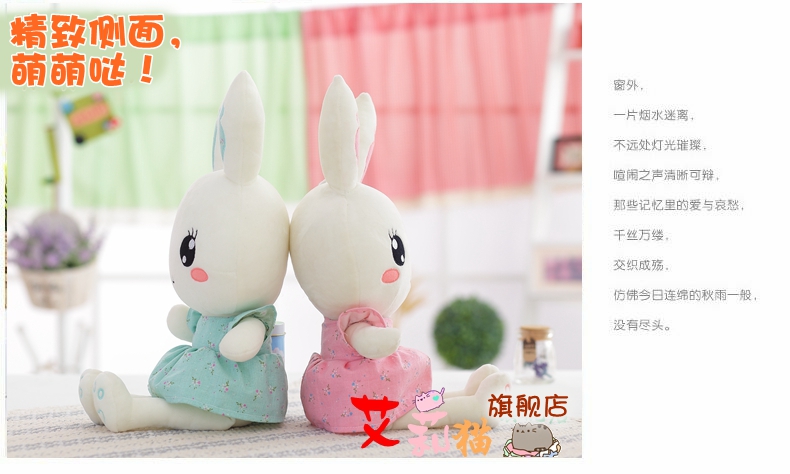 精致侧面，
萌萌哒！
窗外，
一片烟水迷离，
不远处灯光璀璨，
喧闹之声清晰可辩，
那些记忆里的爱与哀愁，
千丝万缕，
交织成殇，
仿佛今日连绵的秋雨一般，
没有尽头。
旗舰店
艾莉猫